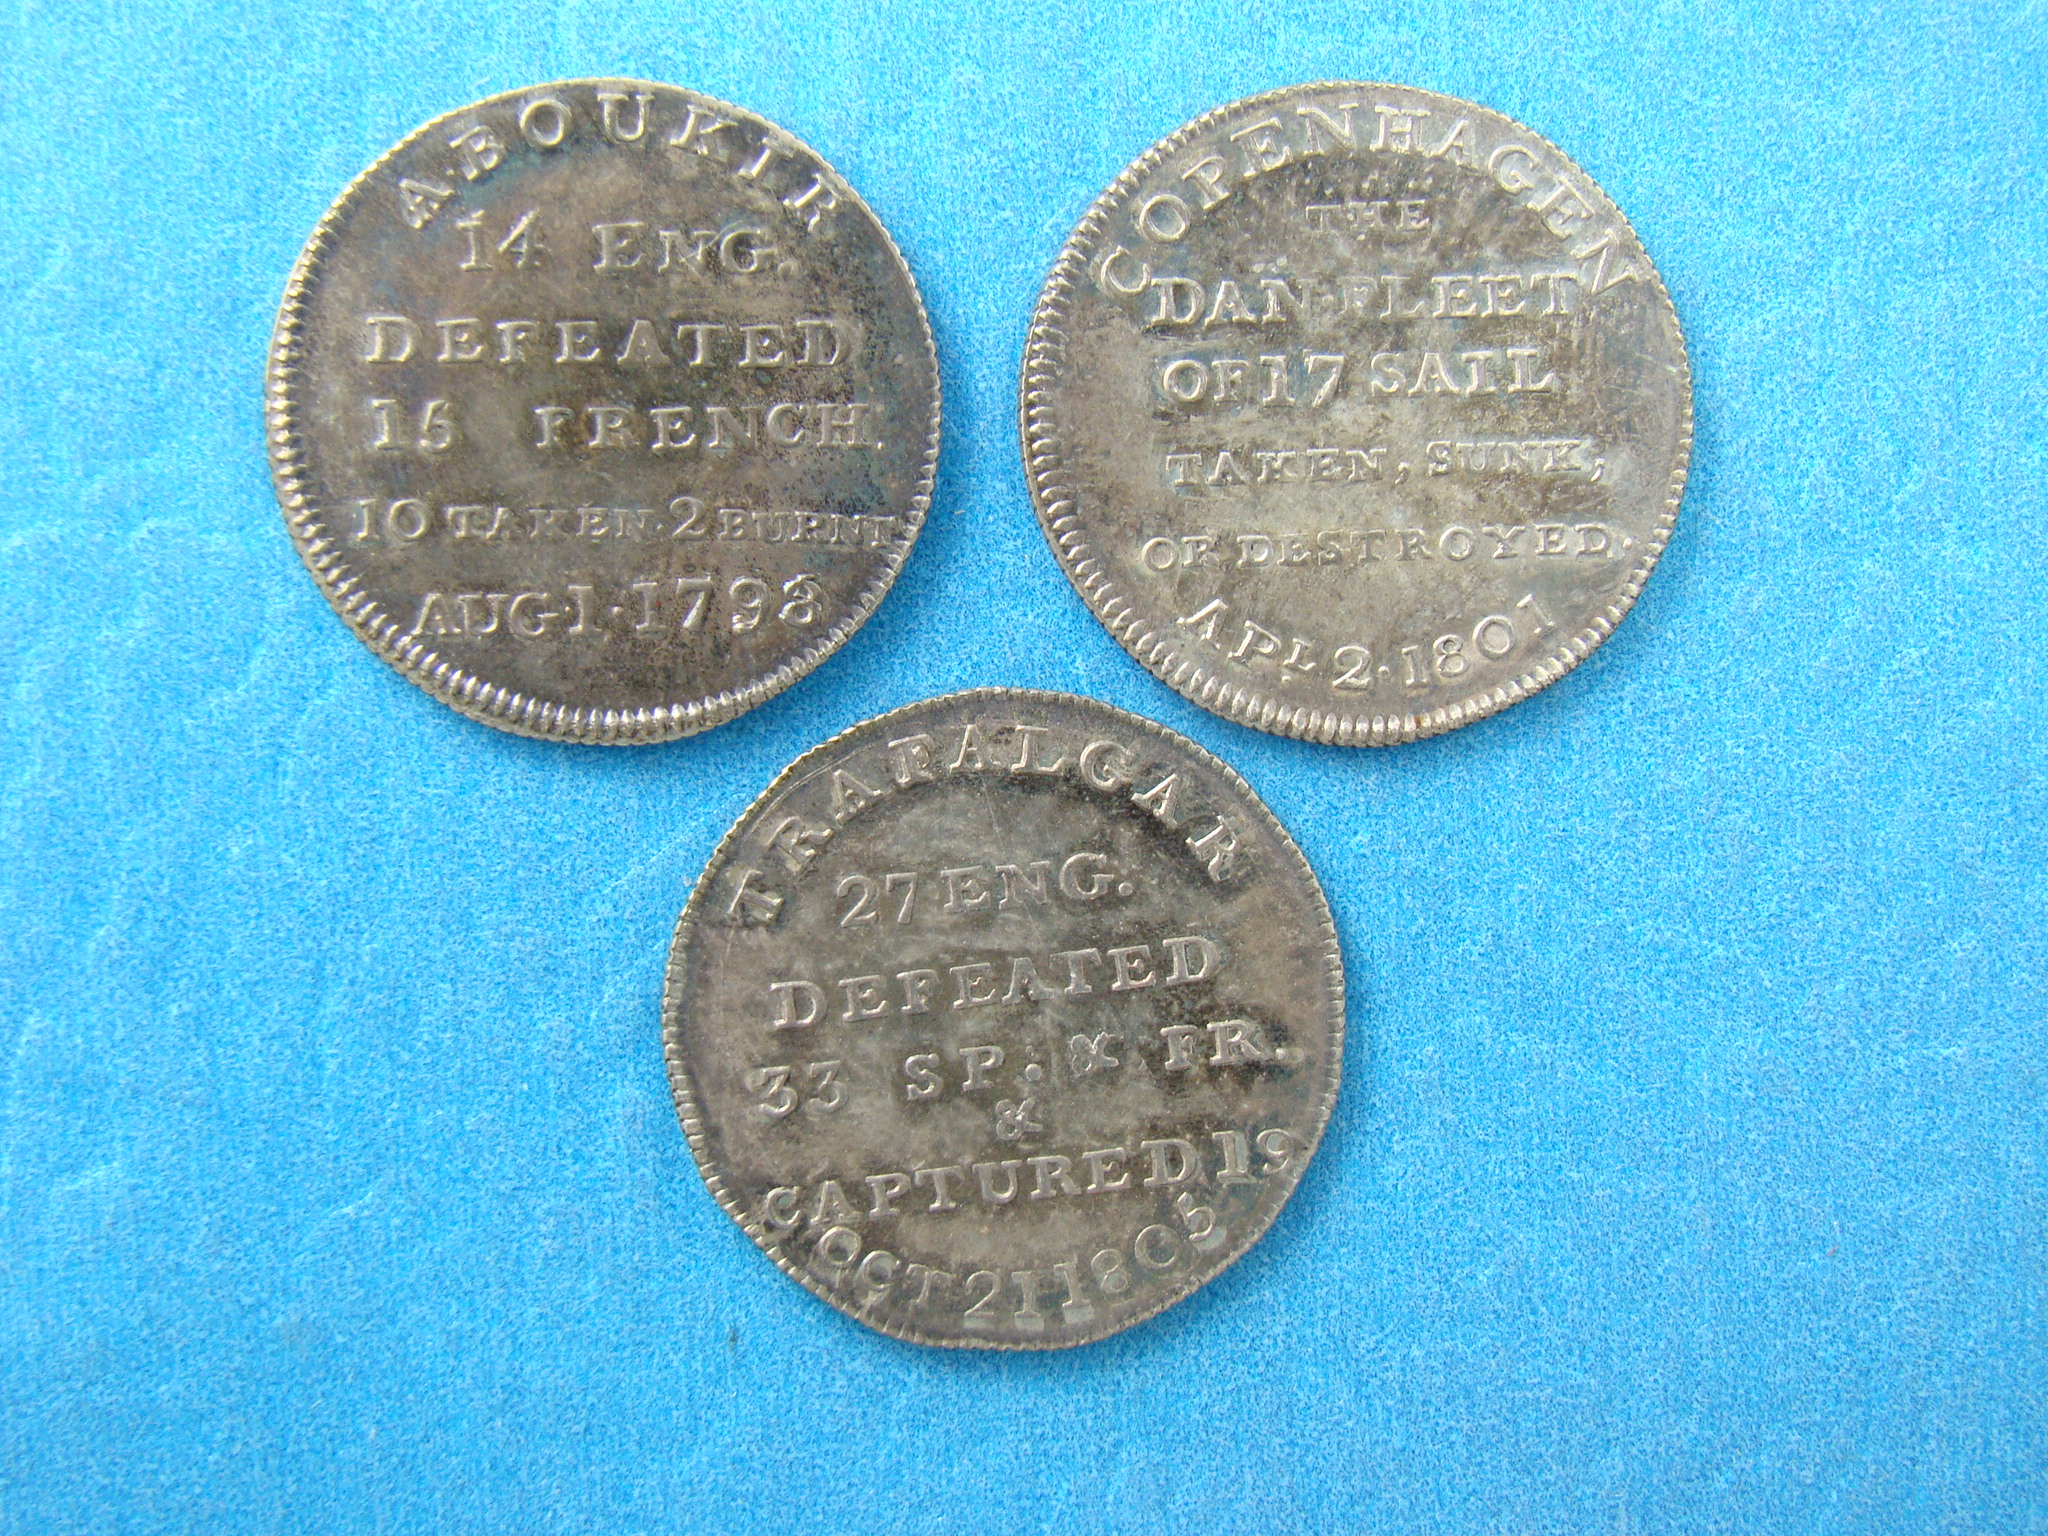 ABOUKIR
14 ENG.
DEFEATED
15 FRENCH.
10 TAKEN·2 BURNT
AUG·1·1798
COPENHAGEN
THE
DAN·FLEET
OF 17 SAIL
TAKEN, SUNK,
OR DESTROYED.
APL 2·1801
TRAFALGAR
27 ENG.
DEFEATED
33 SP: & FR.
&
CAPTURED 19
OCT 21 1805